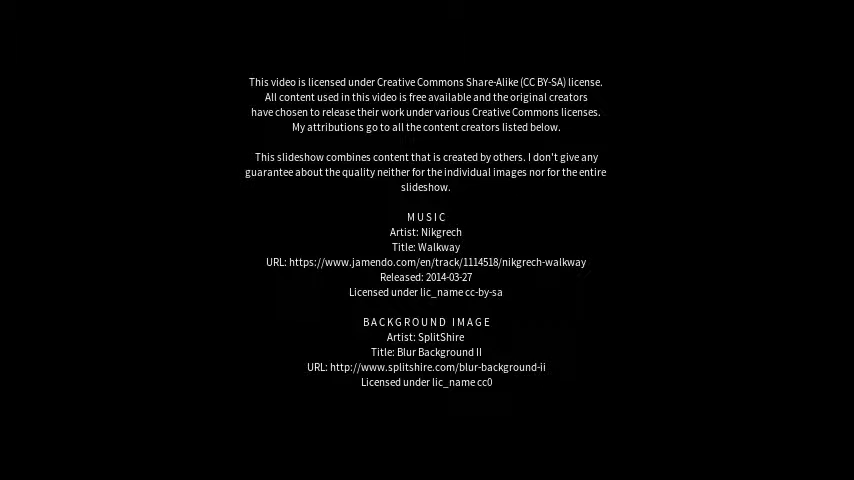 This video is licensed under Creative Commons Share-Alike (CC BY-SA) license.
All content used in this video is free available and the original creators
have chosen to release their work under various Creative Commons licenses.
My attributions go to all the content creators listed below.
This slideshow combines content that is created by others. I don't give any
guarantee about the quality neither for the individual images nor for the entire
slideshow.
MUSIC
Artist: Nikgrech
Title: Walkway
URL: https://www.jamendo.com/en/track/1114518/nikgrech-walkway
Released: 2014-03-27
Licensed under lic_name cc-by-sa
BACKGROUND IMAGE
Artist: SplitShire
Title: Blur Background II
URL: http://www.splitshire.com/blur-background-ii
Licensed under lic_name cc0